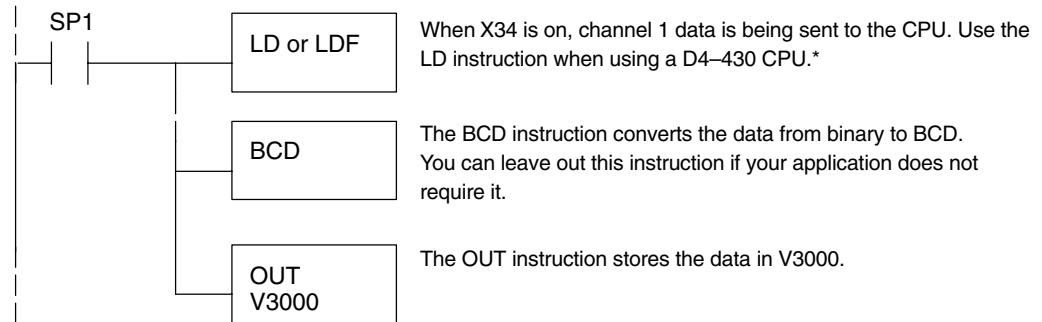 SP1
LD or LDF
When X34 is on, channel 1 data is being sent to the CPU. Use the
LD instruction when using a D4–430 CPU.*
BCD
The BCD instruction converts the data from binary to BCD.
You can leave out this instruction if your application does not
require it.
OUT
V3000
The OUT instruction stores the data in V3000.